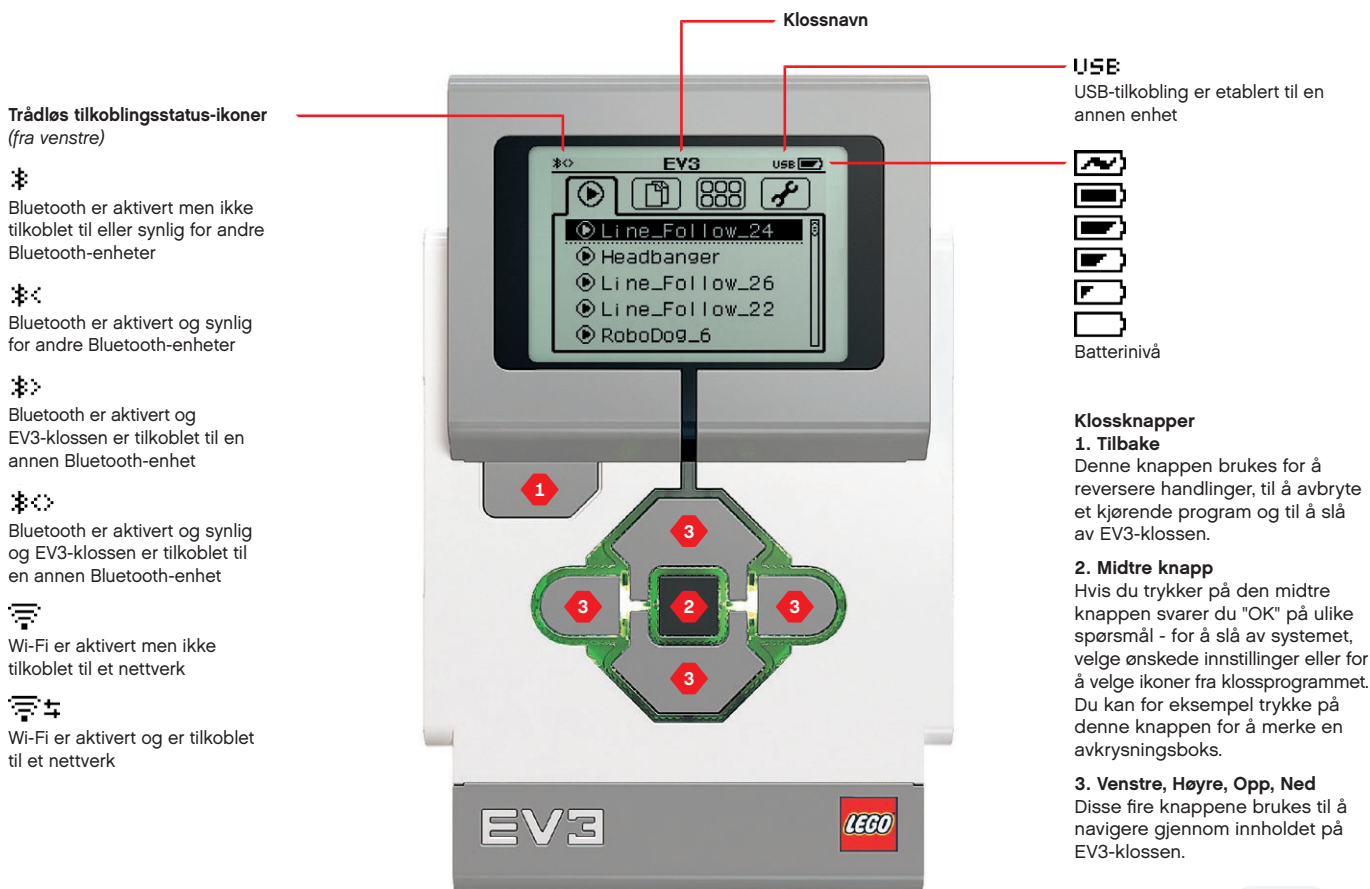 Klossnavn
Trådløs tilkoblingsstatus-ikoner
(fra venstre)
Bluetooth er aktivert men ikke
tilkoblet til eller synlig for andre
Bluetooth-enheter
Bluetooth er aktivert og synlig
for andre Bluetooth-enheter
Bluetooth er aktivert og
EV3-klossen er tilkoblet til en
annen Bluetooth-enhet
Bluetooth er aktivert og synlig
og EV3-klossen er tilkoblet til
en annen Bluetooth-enhet
Wi-Fi er aktivert men ikke
tilkoblet til et nettverk
Wi-Fi er aktivert og er tilkoblet
til et nettverk
EV3 USB
Line_Follow_24
Headbanger
Line_Follow_26
Line_Follow_22
RoboDog_6
1
3
3 2 3
3
EV3 LEGO
USB
USB-tilkobling er etablert til en
annen enhet
Batterinivå
Klossknapper
1. Tilbake
Denne knappen brukes for å
reversere handlinger, til å avbryte
et kjørende program og til å slå
av EV3-klossen.
2. Midtre knapp
Hvis du trykker på den midtre
knappen svarer du "OK" på ulike
spørsmål - for å slå av systemet,
velge ønskede innstillinger eller for
å velge ikoner fra klossprogrammet.
Du kan for eksempel trykke på
denne knappen for å merke en
avkrysningsboks.
3. Venstre, Høyre, Opp, Ned
Disse fire knappene brukes til å
navigere gjennom innholdet på
EV3-klossen.